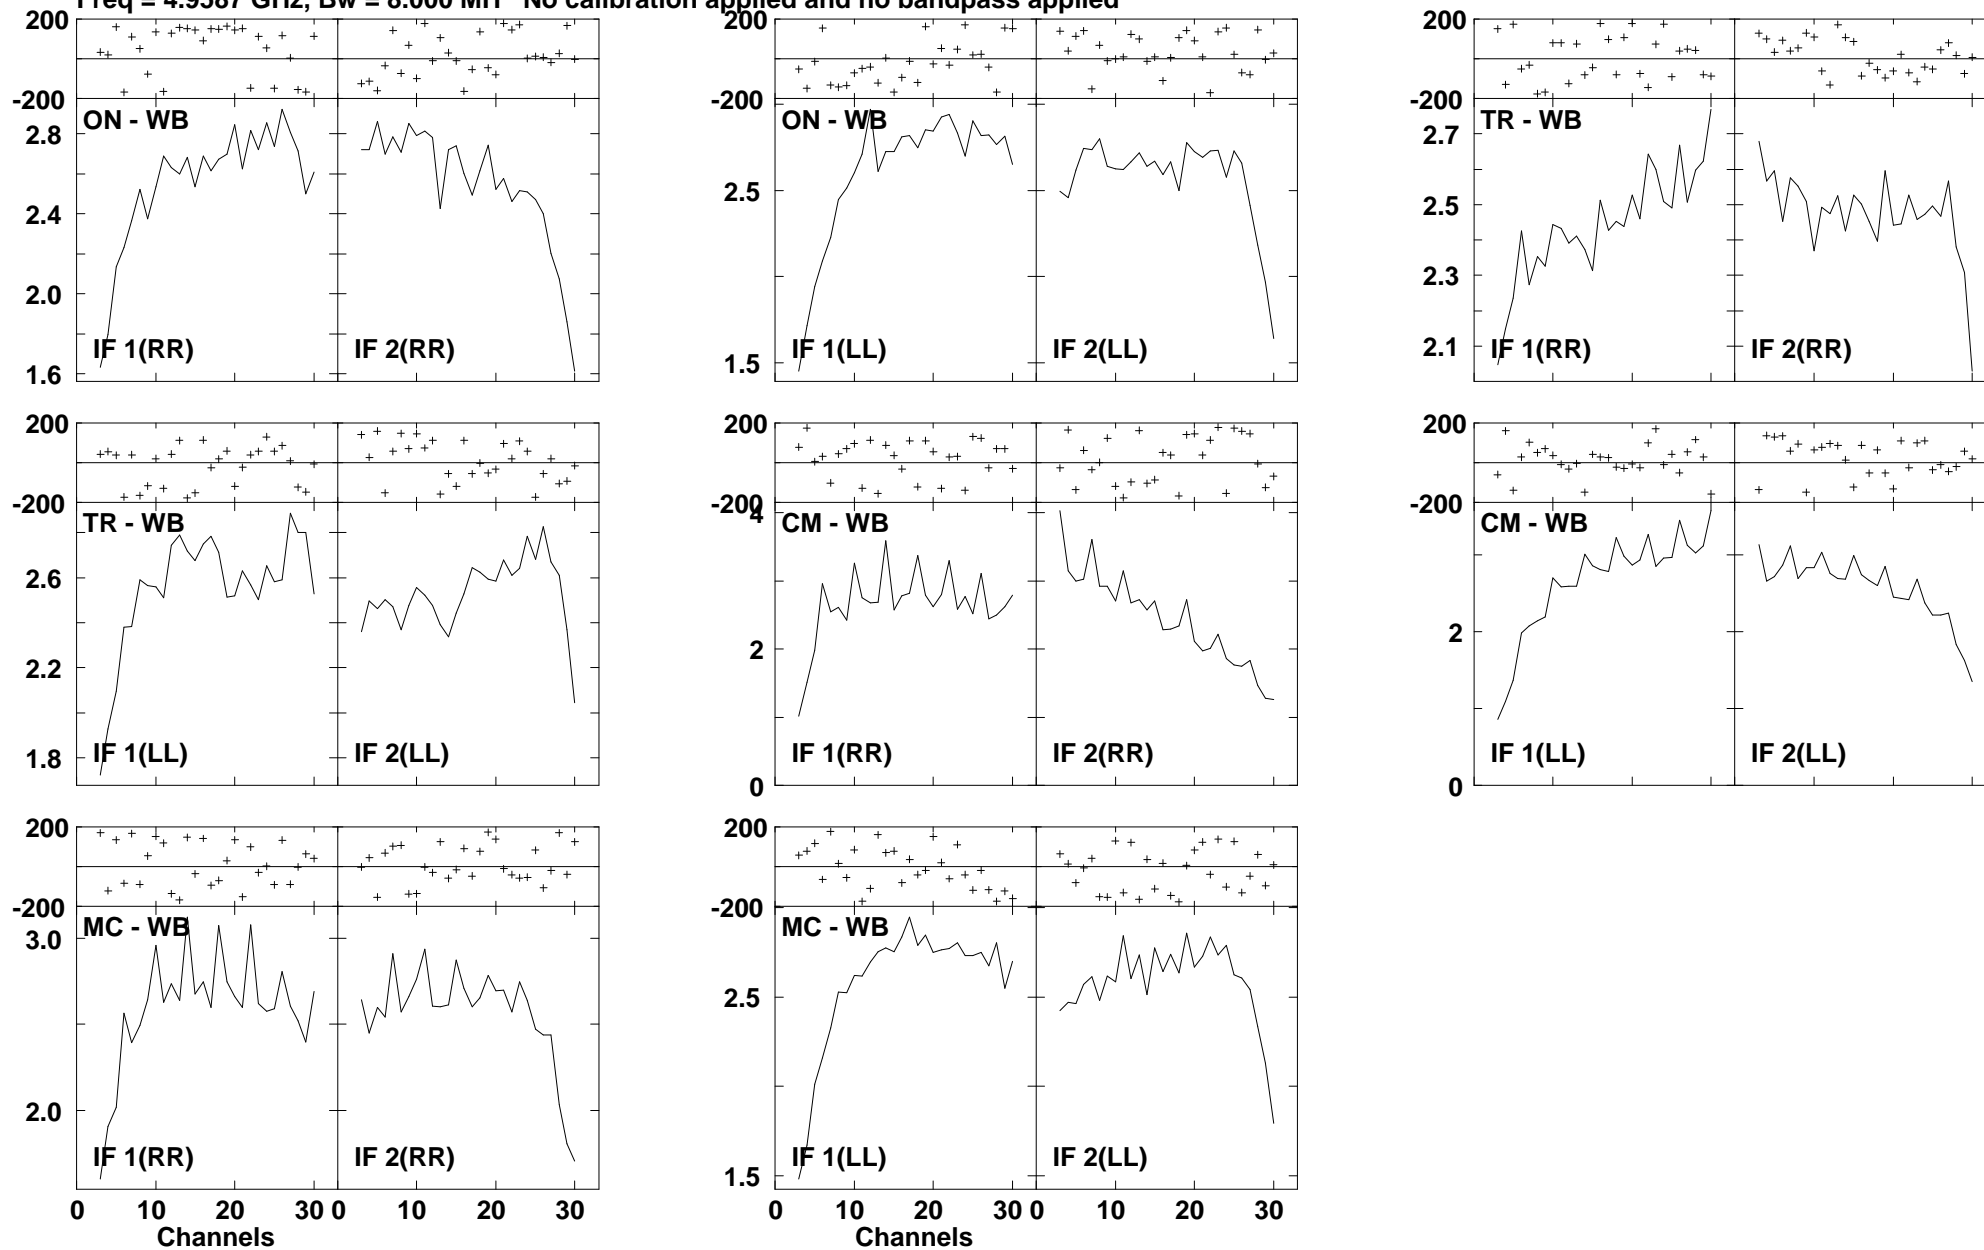 Freq = 4.9587 GHz, Bw = 8.000 MH No calibration applied and no bandpass applied
200 200 200
-200 -200 -200
ON - WB ON - WB TR - WB
2.8 2.7
2.5 2.5
2.4
2.3
2.0
2.1
IF 1(RR) IF 2(RR) IF 1(LL) IF 2(LL) IF 1(RR) IF 2(RR)
1.6 1.5
200 200 200
-200 -200 -200
4
TR - WB CM - WB CM - WB
2.6
2 2
2.2
1.8
IF 1(LL) IF 2(LL) IF 1(RR) IF 2(RR) IF 1(LL) IF 2(LL)
0 0
200 200
-200 -200
MC - WB MC - WB
3.0
2.5
2.0
IF 1(RR) IF 2(RR) IF 1(LL) IF 2(LL)
1.5
0 10 20 30 0 10 20 30 0 10 20 30 0 10 20 30
Channels Channels